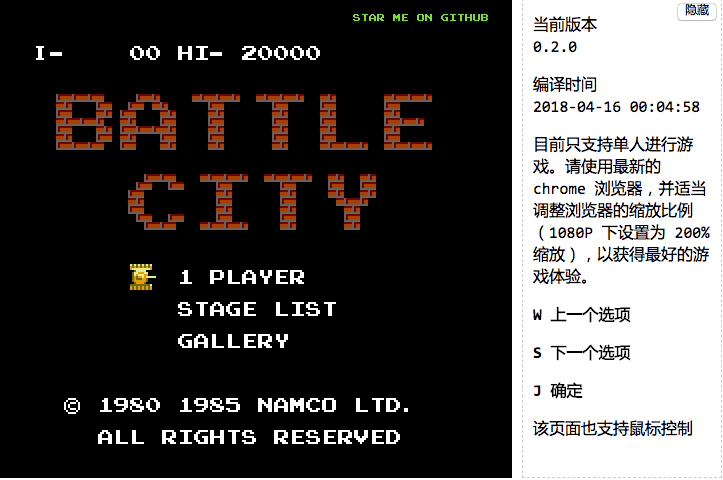 STAR ME ON GITHUB
I- 00 HI- 20000
BATTLE
CITY
1 PLAYER
STAGE LIST
GALLERY
© 1980 1985 NAMCO LTD.
ALL RIGHTS RESERVED
隐藏
当前版本
0.2.0
编译时间
2018-04-16 00:04:58
目前只支持单人进行游
戏。请使用最新的
chrome 浏览器，并适当
调整浏览器的缩放比例
（1080P 下设置为 200%
缩放），以获得最好的游
戏体验。
W 上一个选项
S 下一个选项
J 确定
该页面也支持鼠标控制